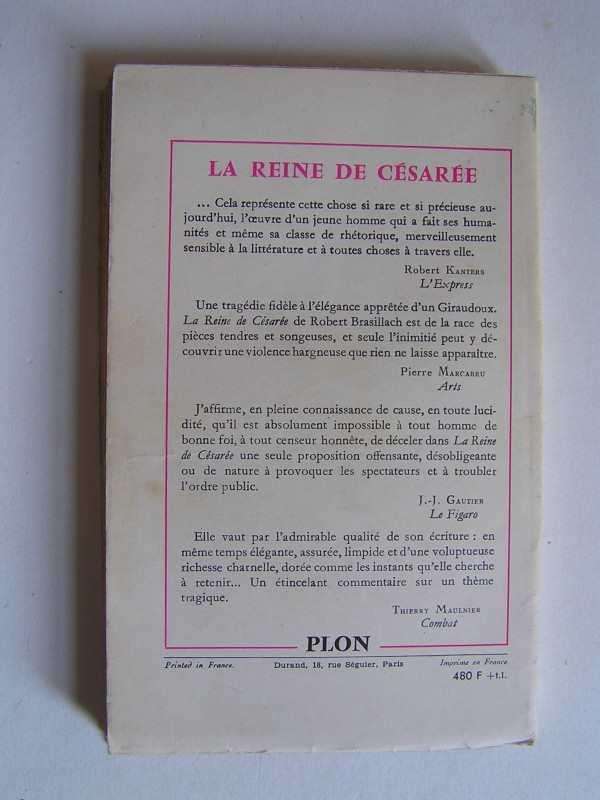 LA REINE DE CÉSARÉE
... Cela représente cette chose si rare et si précieuse au-
jourd'hui, l'œuvre d'un jeune homme qui a fait ses huma-
nités et même sa classe de rhétorique, merveilleusement
sensible à la littérature et à toutes choses à travers elle.
Robert KANTERS
L'Express
Une tragédie fidèle à l'élégance apprêtée d'un Giraudoux.
La Reine de Césarée de Robert Brasillach est de la race des
pièces tendres et songeuses, et seule l'inimitié peut y dé-
couvrir une violence hargneuse que rien ne laisse apparaître.
Pierre MARCABRU
Arts
J'affirme, en pleine connaissance de cause, en toute luci-
dité, qu'il est absolument impossible à tout homme de
bonne foi, à tout censeur honnête, de déceler dans La Reine
de Césarée une seule proposition offensante, désobligeante
ou de nature à provoquer les spectateurs et à troubler
l'ordre public.
J.-J. GAUTIER
Le Figaro
Elle vaut par l'admirable qualité de son écriture : en
même temps élégante, assurée, limpide et d'une voluptueuse
richesse charnelle, dorée comme les instants qu'elle cherche
à retenir... Un étincelant commentaire sur un thème
tragique.
THIERRY MAULNIER
Combat
PLON
Printed in France. Durand, 18, rue Séguier, Paris Imprime en France
480 F +t.l.